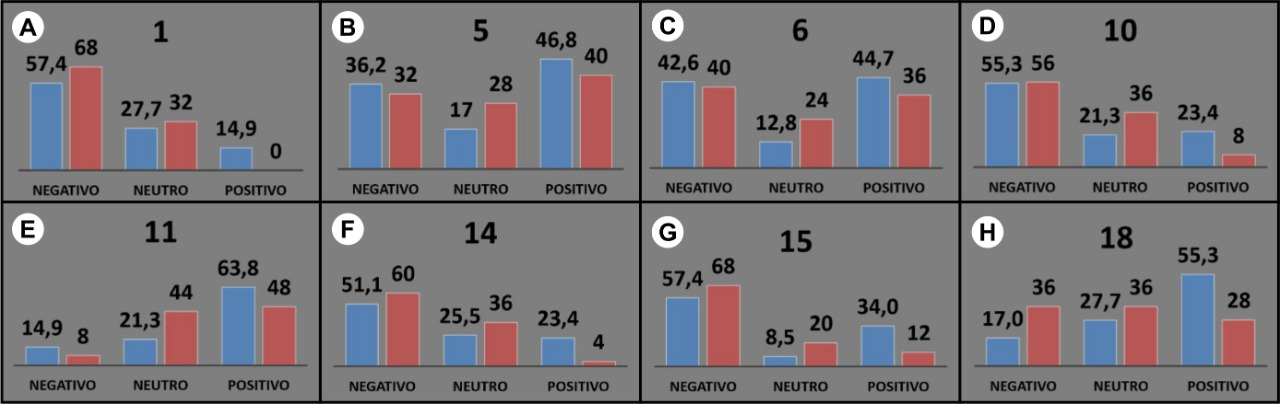 A
1
57,4 68
27,7 32
14,9 0
NEGATIVO NEUTRO POSITIVO
B
5
36,2 32
17 28
46,8 40
NEGATIVO NEUTRO POSITIVO
C
6
42,6 40
12,8 24
44,7 36
NEGATIVO NEUTRO POSITIVO
D
10
55,3 56
21,3 36
23,4 8
NEGATIVO NEUTRO POSITIVO
E
11
14,9 8
21,3 44
63,8 48
NEGATIVO NEUTRO POSITIVO
F
14
51,1 60
25,5 36
23,4 4
NEGATIVO NEUTRO POSITIVO
G
15
57,4 68
8,5 20
34,0 12
NEGATIVO NEUTRO POSITIVO
H
18
17,0 36
27,7 36
55,3 28
NEGATIVO NEUTRO POSITIVO